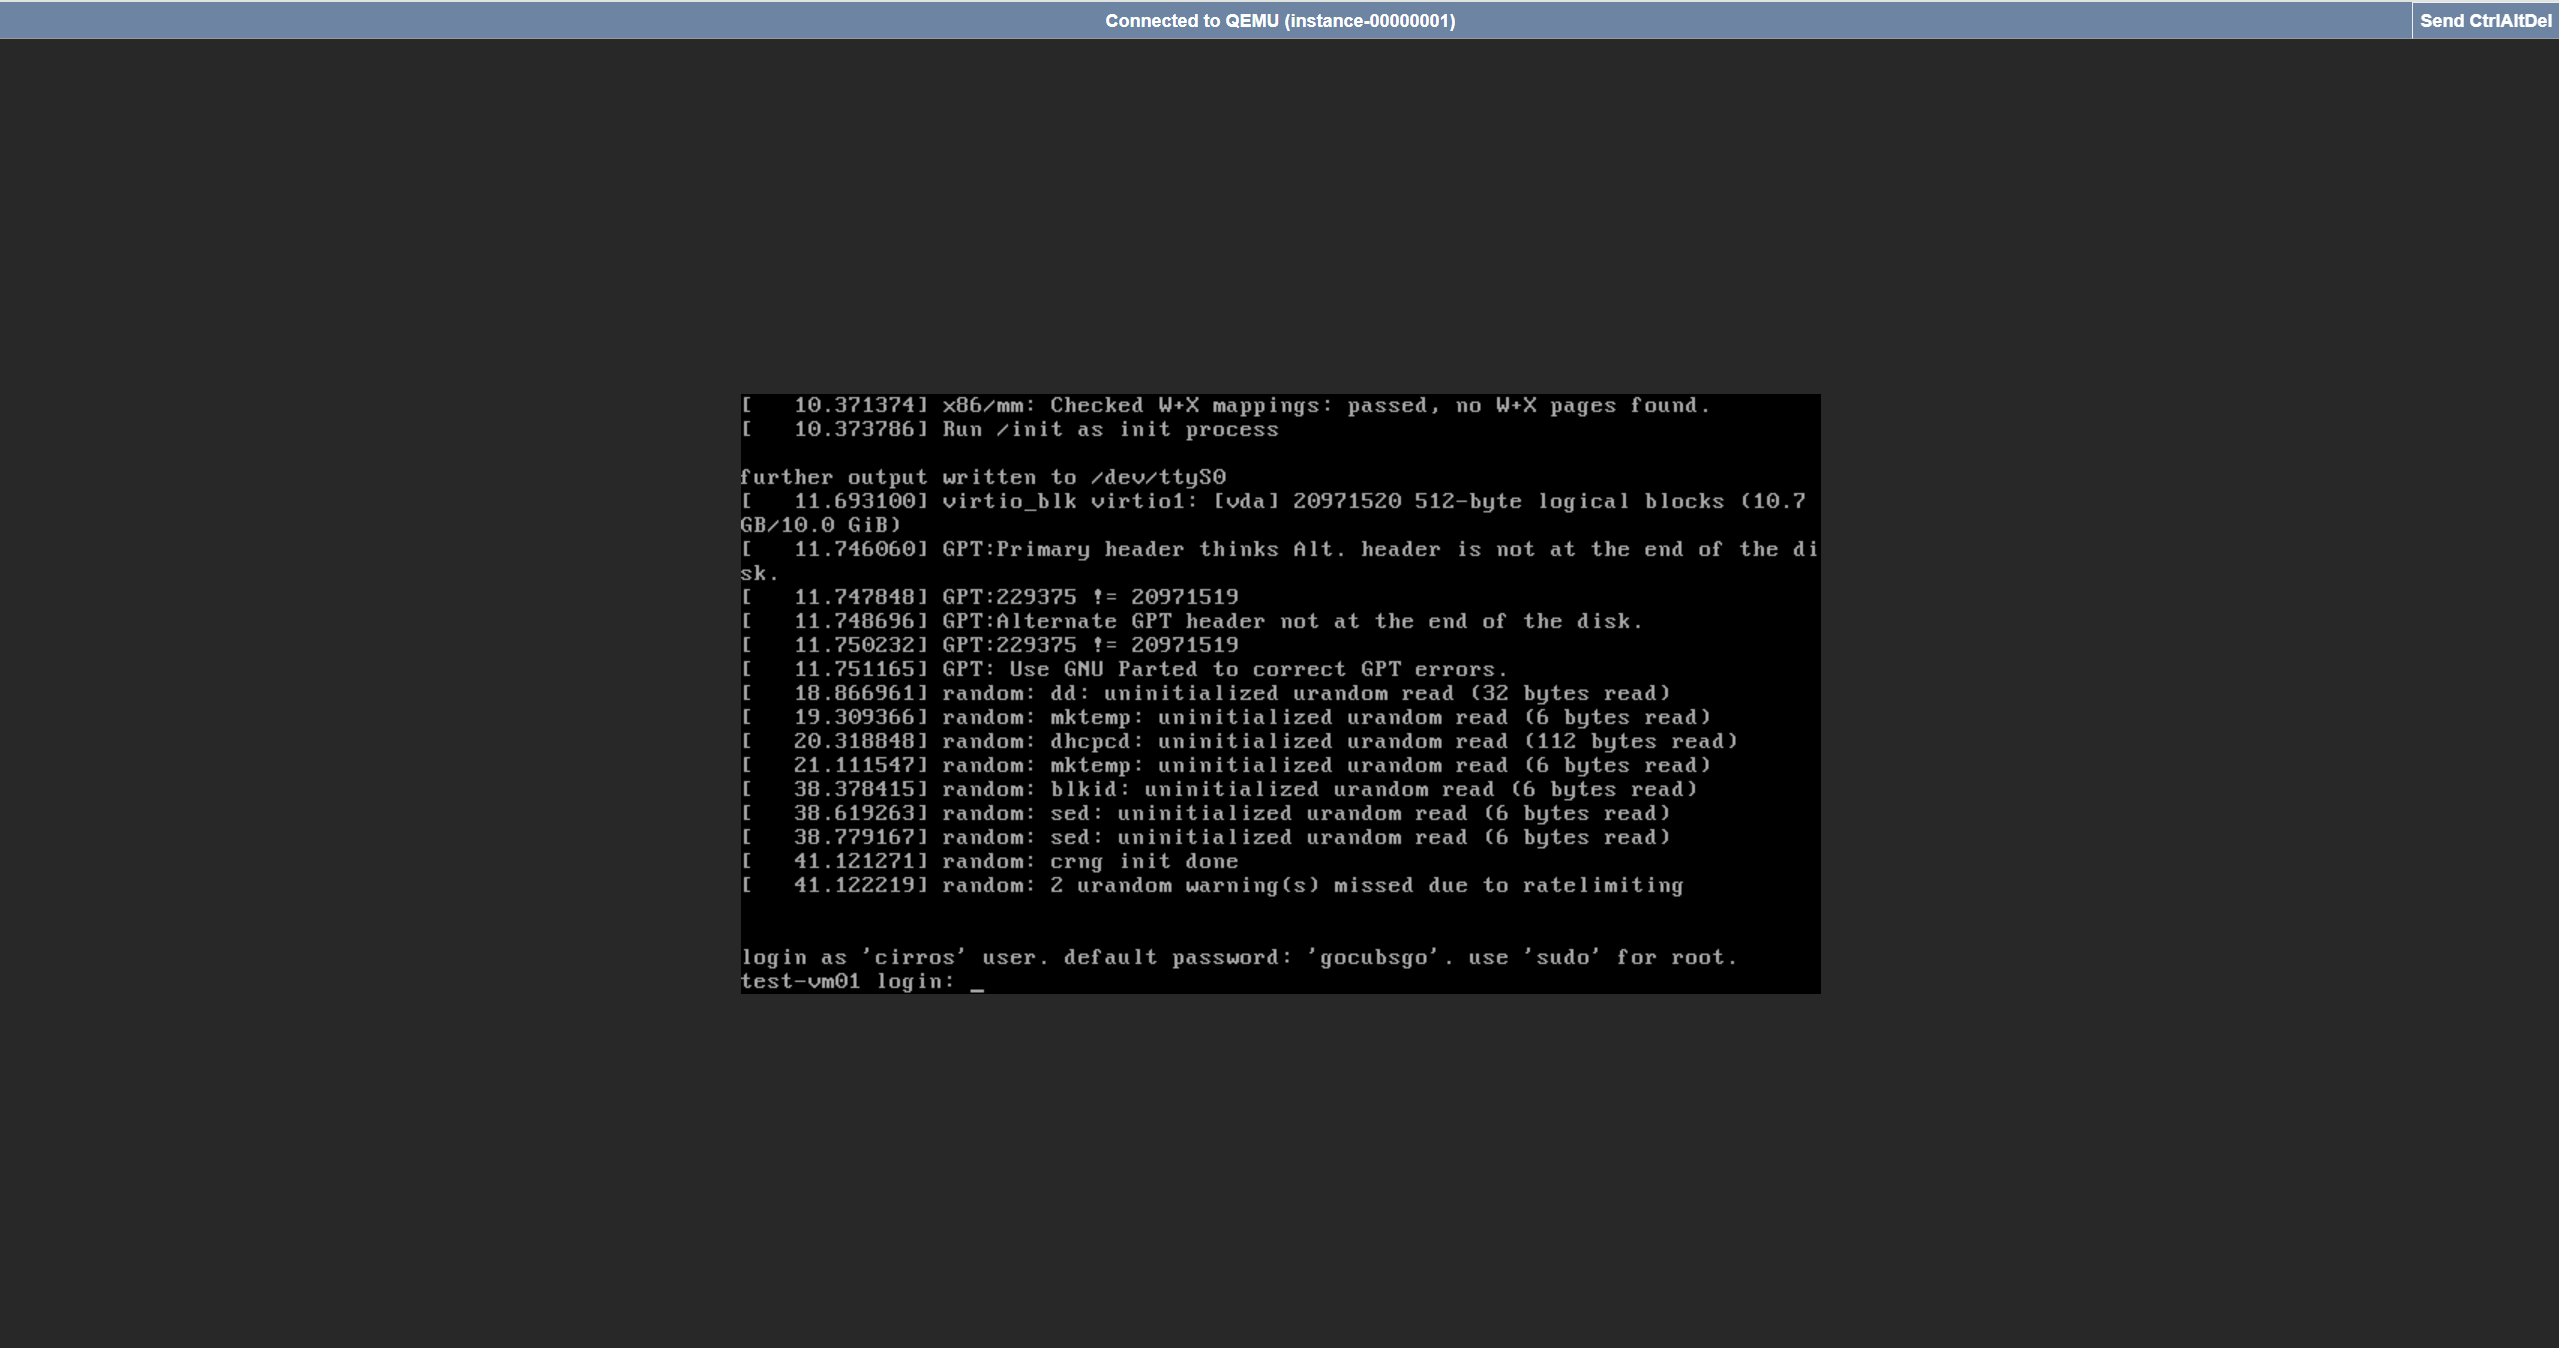 Connected to QEMU (instance-00000001)
Send CtrlAltDel
[   10.371374] x86/mm: Checked W+X mappings: passed, no W+X pages found.
[   10.373786] Run /init as init process
further output written to /dev/ttyS0
[   11.693100] virtio_blk virtio1: [vda] 20971520 512-byte logical blocks (10.7
GB/10.0 GiB)
[   11.746060] GPT:Primary header thinks Alt. header is not at the end of the di
sk.
[   11.747848] GPT:229375 != 20971519
[   11.748696] GPT:Alternate GPT header not at the end of the disk.
[   11.750232] GPT:229375 != 20971519
[   11.751165] GPT: Use GNU Parted to correct GPT errors.
[   18.866961] random: dd: uninitialized urandom read (32 bytes read)
[   19.309366] random: mktemp: uninitialized urandom read (6 bytes read)
[   20.318848] random: dhcpcd: uninitialized urandom read (112 bytes read)
[   21.111547] random: mktemp: uninitialized urandom read (6 bytes read)
[   38.378415] random: blkid: uninitialized urandom read (6 bytes read)
[   38.619263] random: sed: uninitialized urandom read (6 bytes read)
[   38.779167] random: sed: uninitialized urandom read (6 bytes read)
[   41.121271] random: crng init done
[   41.122219] random: 2 urandom warning(s) missed due to ratelimiting
login as 'cirros' user. default password: 'gocubsgo'. use 'sudo' for root.
test-vm01 login: _